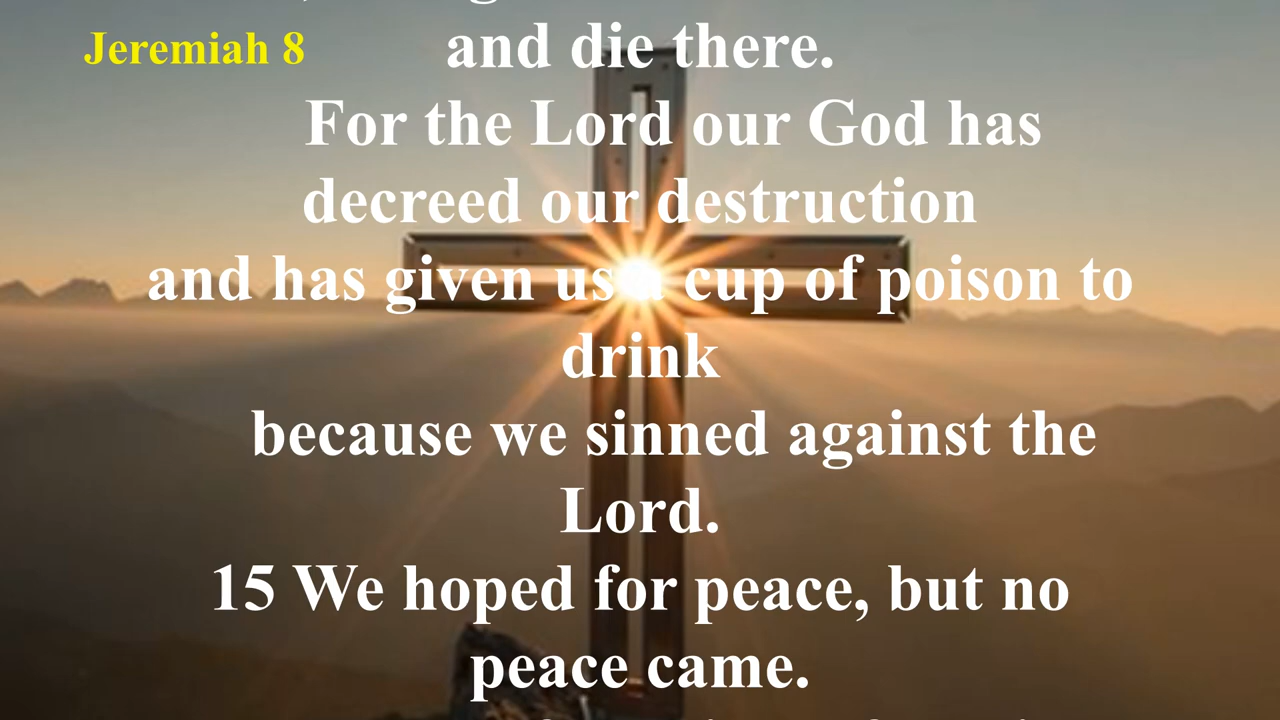 Jeremiah 8
and die there.
For the Lord our God has
decreed our destruction
and has given us a cup of poison to
drink
because we sinned against the
Lord.
15 We hoped for peace, but no
peace came.